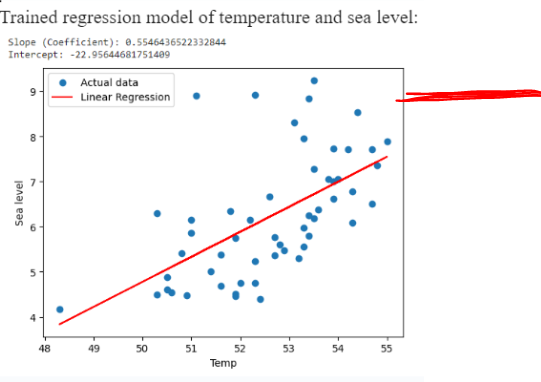 Trained regression model of temperature and sea level:
Slope (Coefficient): 0.5546436522332844
Intercept: -22.95644681751409
Actual data
Linear Regression
9
8
7
6
5
4
Sea level
48 49 50 51 52 53 54 55
Temp